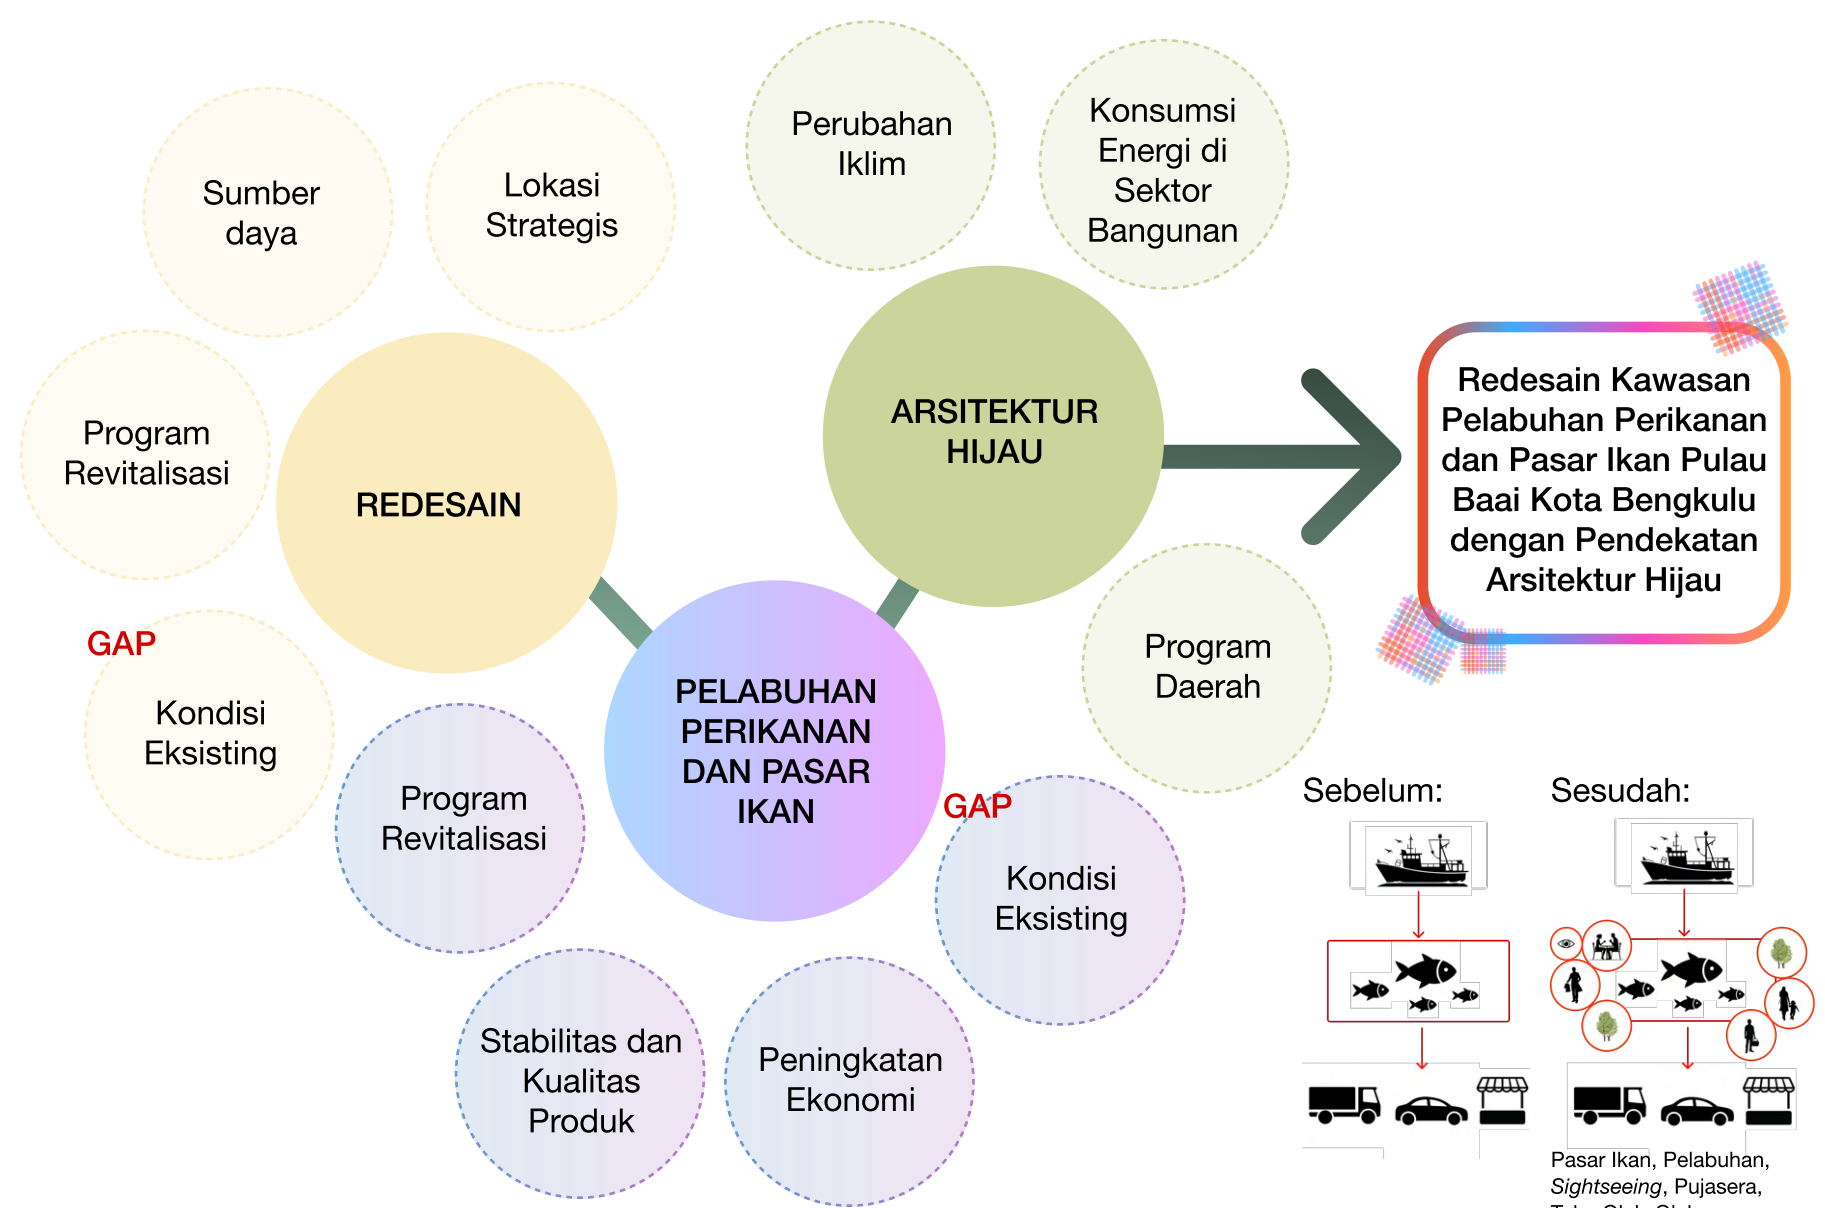 Sumber
daya
Lokasi
Strategis
Perubahan
Iklim
Konsumsi
Energi di
Sektor
Bangunan
Program
Revitalisasi
REDESAIN
ARSITEKTUR
HIJAU
Redesain Kawasan
Pelabuhan Perikanan
dan Pasar Ikan Pulau
Baai Kota Bengkulu
dengan Pendekatan
Arsitektur Hijau
GAP
Kondisi
Eksisting
Program
Revitalisasi
PELABUHAN
PERIKANAN
DAN PASAR
IKAN
Program
Daerah
GAP
Kondisi
Eksisting
Stabilitas dan
Kualitas
Produk
Peningkatan
Ekonomi
Sebelum:
Sesudah:
Pasar Ikan, Pelabuhan,
Sightseeing, Pujasera,